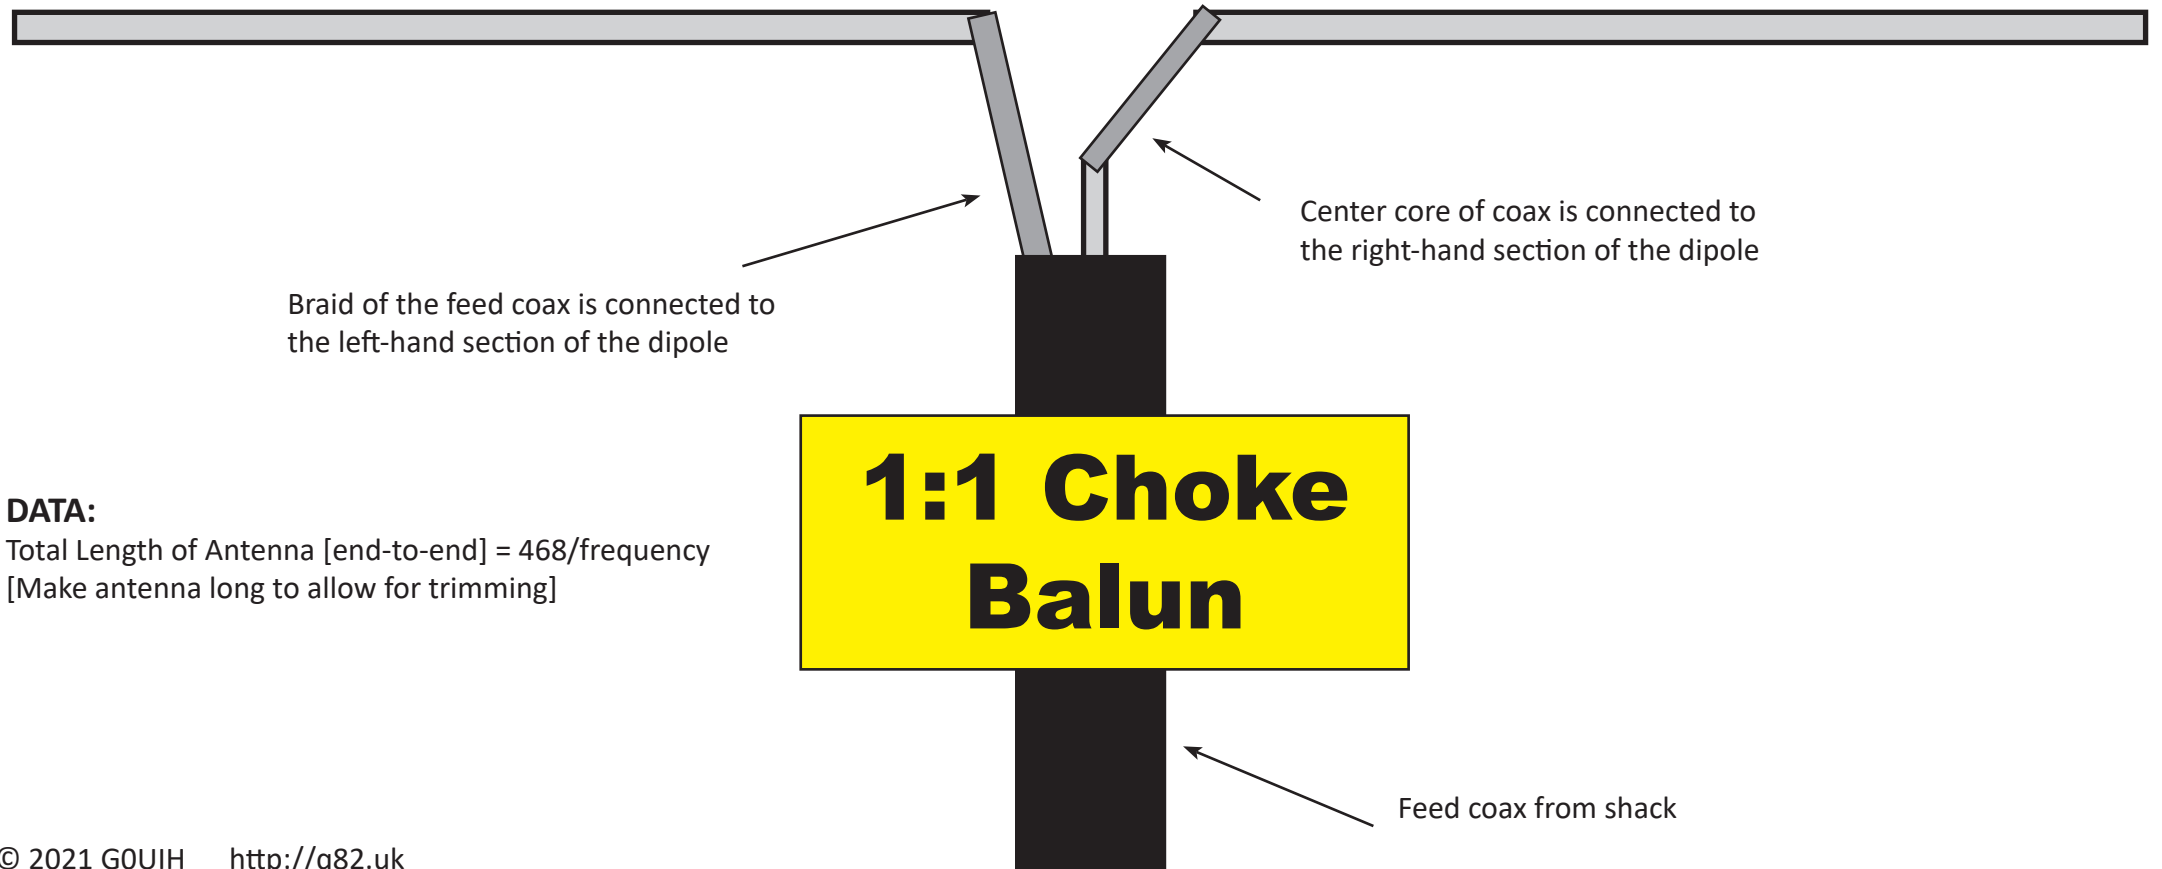 Center core of coax is connected to
the right-hand section of the dipole
Braid of the feed coax is connected to
the left-hand section of the dipole
1:1 Choke
Balun
DATA:
Total Length of Antenna [end-to-end] = 468/frequency
[Make antenna long to allow for trimming]
Feed coax from shack
© 2021 G0UIH http://g82.uk